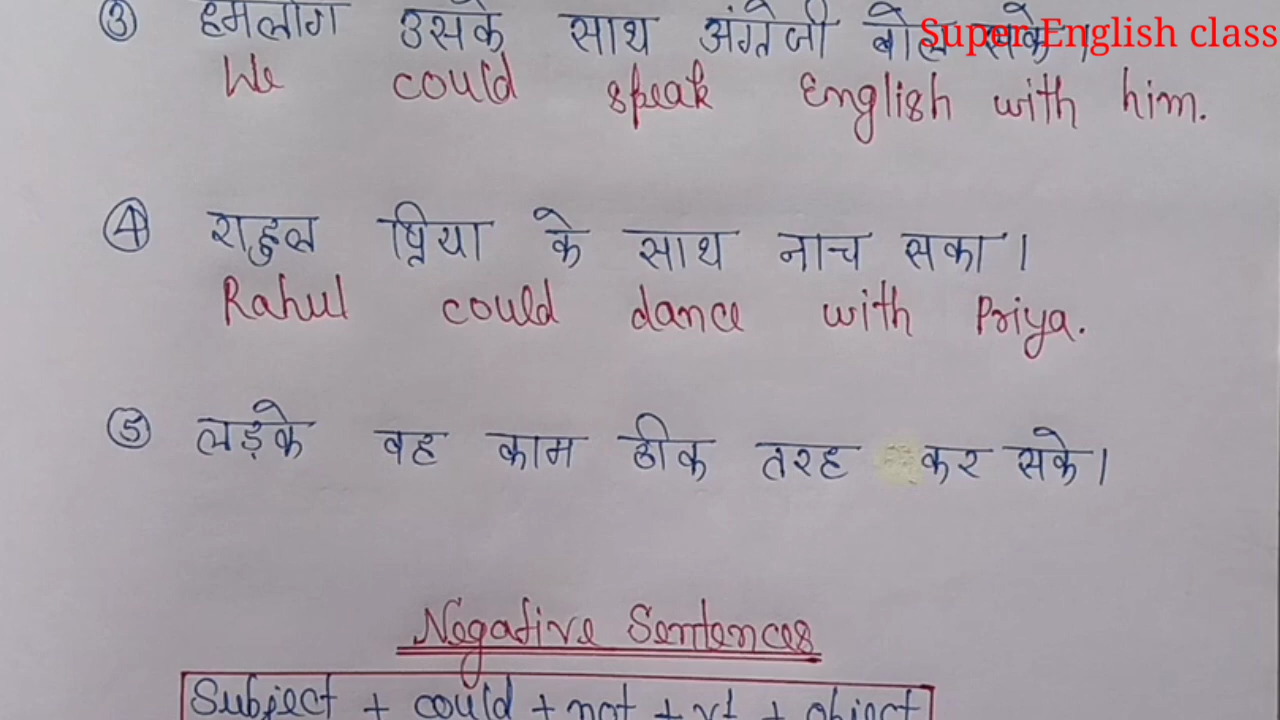 ③ हमलोग उसके साथ अंग्रेजी बोल सके।
Super English class
We could speak English with him.
④ राहुल प्रिया के साथ नाच सका।
Rahul could dance with Priya.
⑤ लड़के वह काम ठीक तरह कर सके।
Negative Sentences
Subject + could + not + v1 + object